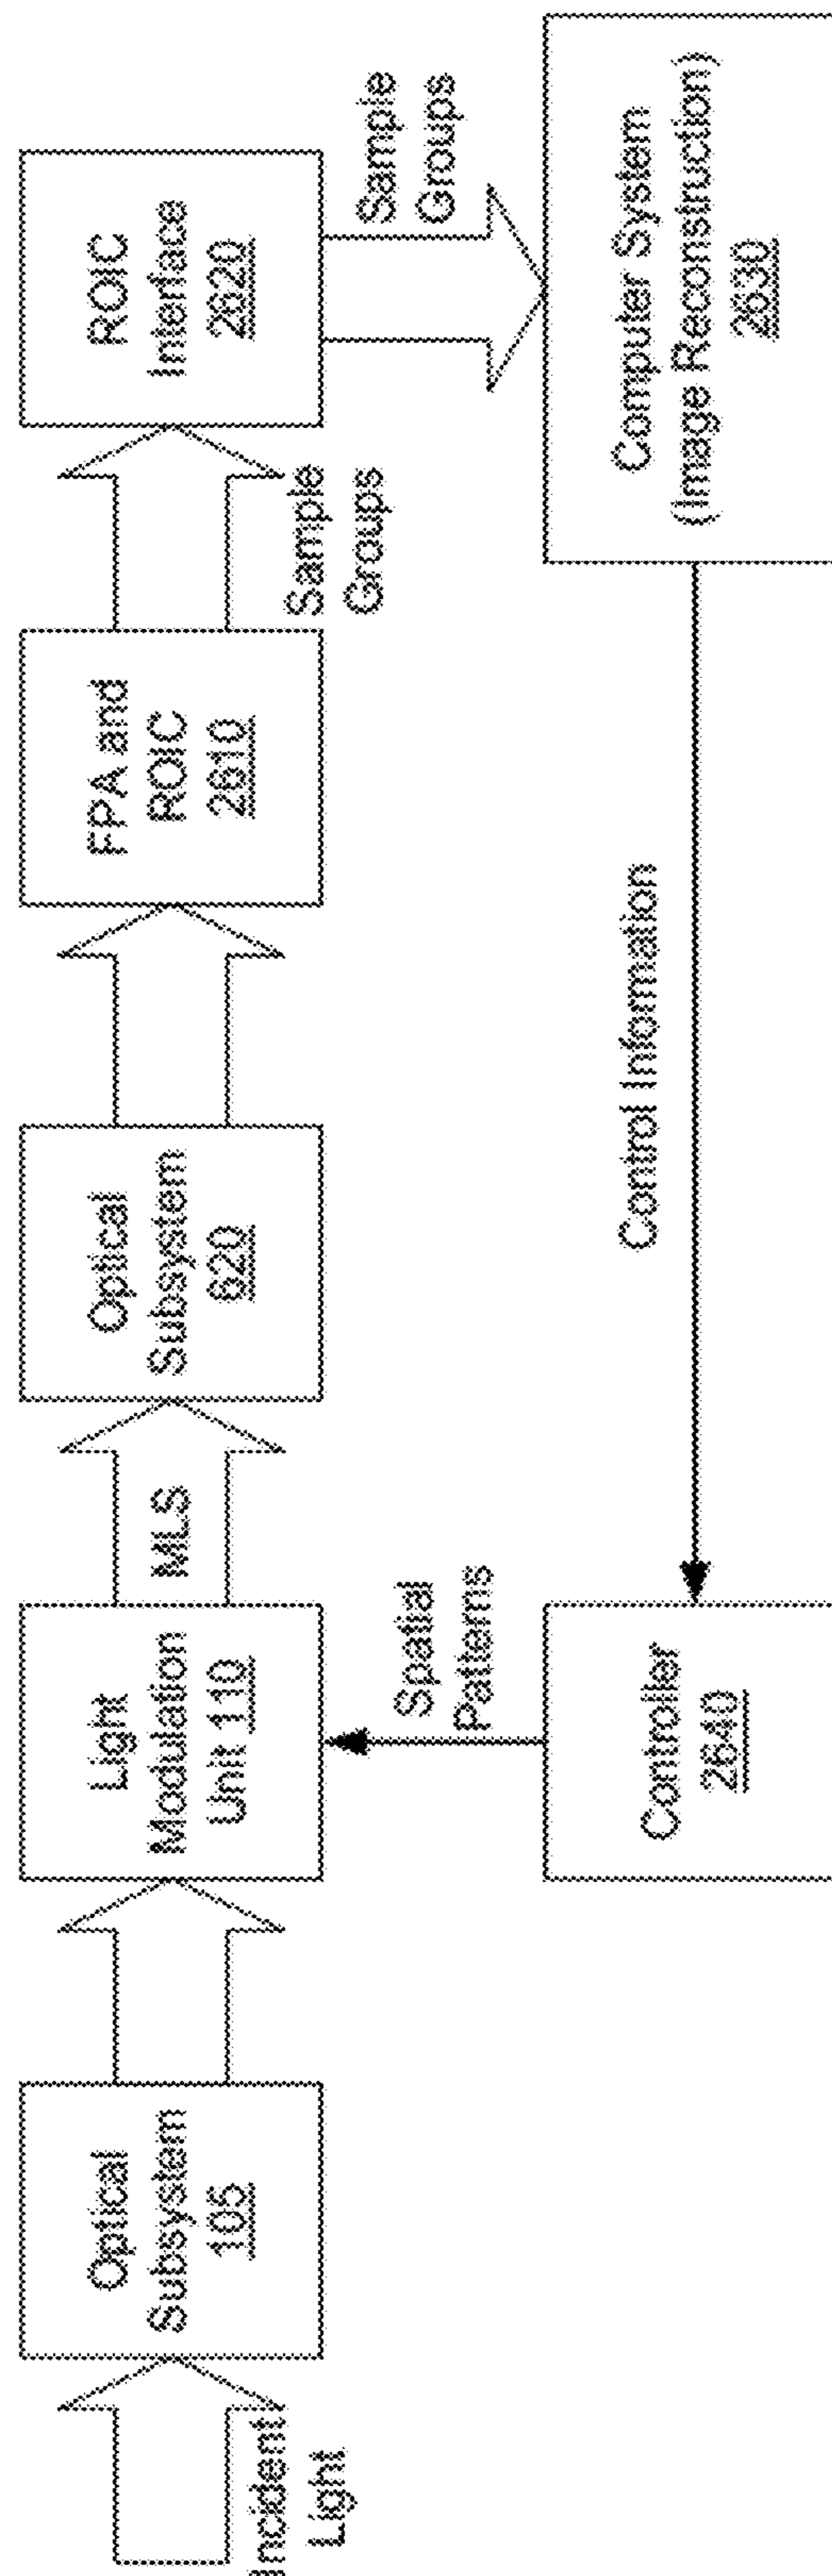 Incident
Light
Optical
Subsystem
105
Light
Modulation
Unit 110
MLS
Optical
Subsystem
620
FPA and
ROIC
2610
Sample
Groups
ROIC
Interface
2620
Sample
Groups
Spatial
Patterns
Controller
2640
Control Information
Computer System
(Image Reconstruction)
2630